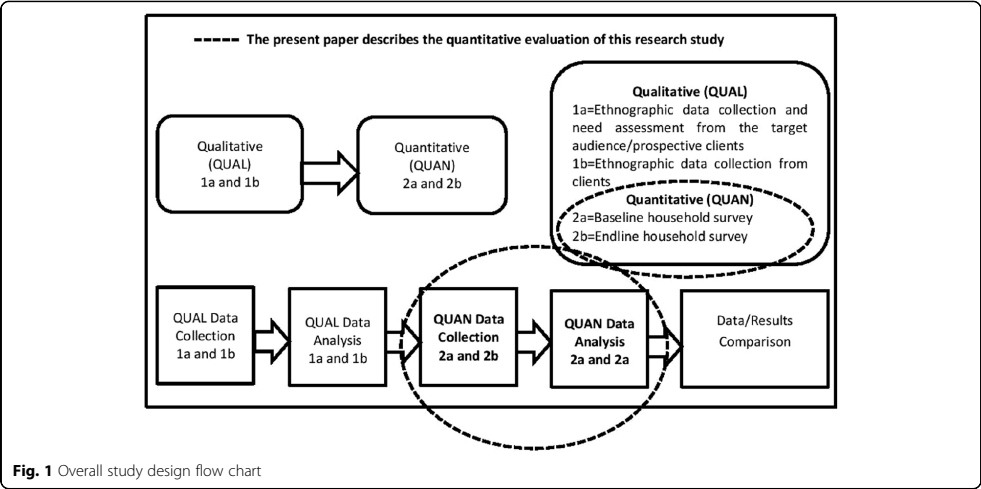 The present paper describes the quantitative evaluation of this research study
Qualitative (QUAL)
1a=Ethnographic data collection and
need assessment from the target
audience/prospective clients
1b=Ethnographic data collection from
clients
Quantitative (QUAN)
2a=Baseline household survey
2b=Endline household survey
Qualitative
(QUAL)
1a and 1b
Quantitative
(QUAN)
2a and 2b
QUAL Data
Collection
1a and 1b
QUAL Data
Analysis
1a and 1b
QUAN Data
Collection
2a and 2b
QUAN Data
Analysis
2a and 2a
Data/Results
Comparison
Fig. 1 Overall study design flow chart